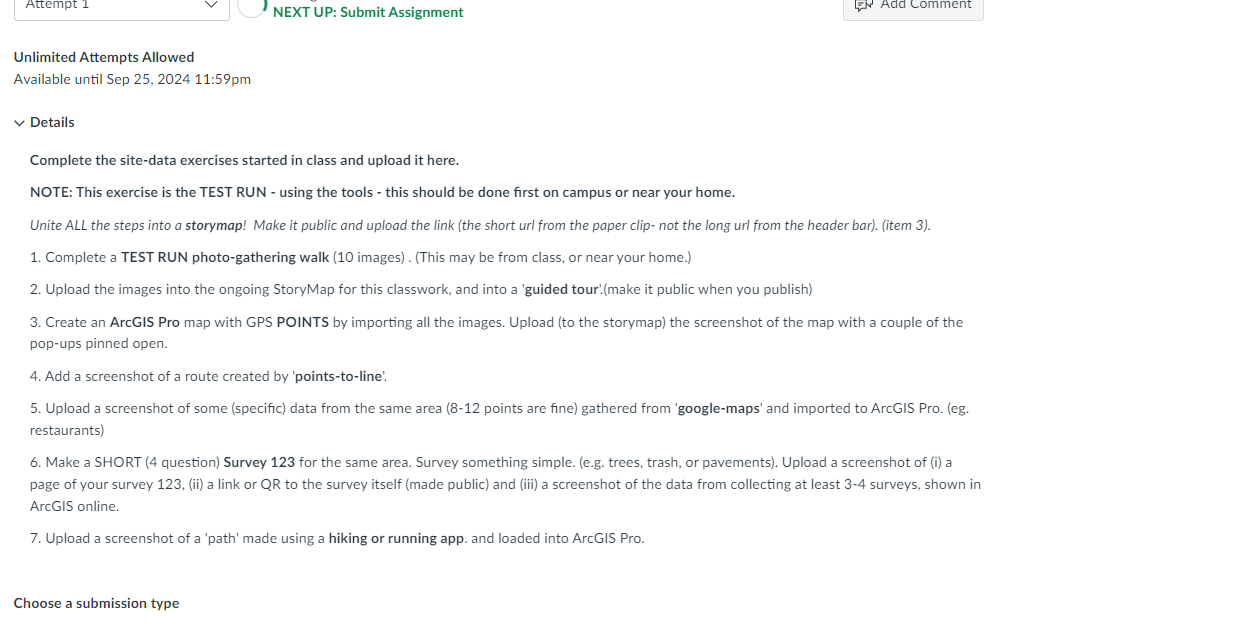 Attempt 1
NEXT UP: Submit Assignment
Add Comment
Unlimited Attempts Allowed
Available until Sep 25, 2024 11:59pm
Details
Complete the site-data exercises started in class and upload it here.
NOTE: This exercise is the TEST RUN - using the tools - this should be done first on campus or near your home.
Unite ALL the steps into a storymap!  Make it public and upload the link (the short url from the paper clip- not the long url from the header bar). (item 3).
1. Complete a TEST RUN photo-gathering walk (10 images) . (This may be from class, or near your home.)
2. Upload the images into the ongoing StoryMap for this classwork, and into a 'guided tour'.(make it public when you publish)
3. Create an ArcGIS Pro map with GPS POINTS by importing all the images. Upload (to the storymap) the screenshot of the map with a couple of the
pop-ups pinned open.
4. Add a screenshot of a route created by 'points-to-line'.
5. Upload a screenshot of some (specific) data from the same area (8-12 points are fine) gathered from 'google-maps' and imported to ArcGIS Pro. (eg.
restaurants)
6. Make a SHORT (4 question) Survey 123 for the same area. Survey something simple. (e.g. trees, trash, or pavements). Upload a screenshot of (i) a
page of your survey 123, (ii) a link or QR to the survey itself (made public) and (iii) a screenshot of the data from collecting at least 3-4 surveys, shown in
ArcGIS online.
7. Upload a screenshot of a 'path' made using a hiking or running app. and loaded into ArcGIS Pro.
Choose a submission type